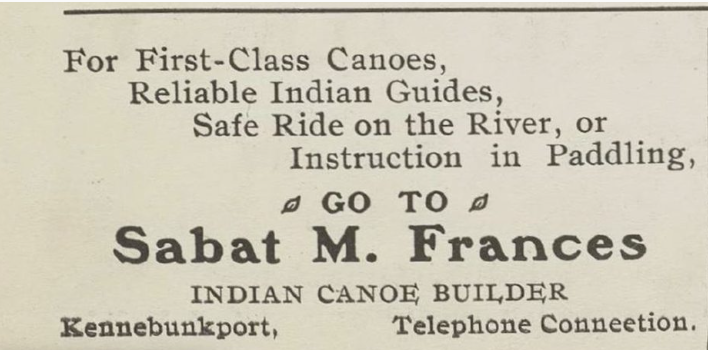 For First-Class Canoes,
Reliable Indian Guides,
Safe Ride on the River, or
Instruction in Paddling,
GO TO
Sabat M. Frances
INDIAN CANOE BUILDER
Kennebunkport, Telephone Conneetion.